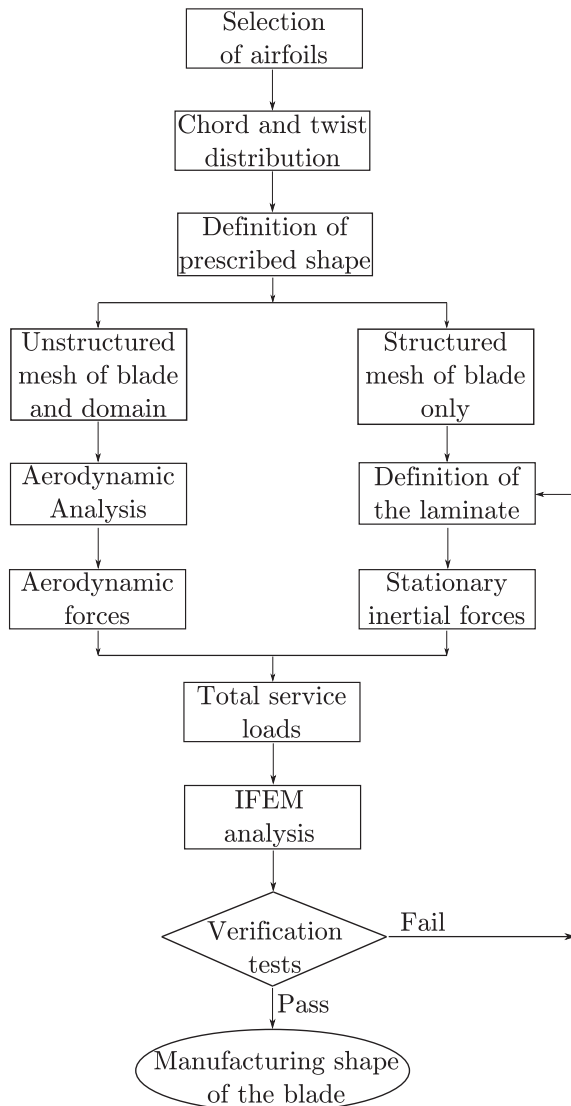 Selection
of airfoils
Chord and twist
distribution
Definition of
prescribed shape
Unstructured
mesh of blade
and domain
Structured
mesh of blade
only
Aerodynamic
Analysis
Definition of
the laminate
Aerodynamic
forces
Stationary
inertial forces
Total service
loads
IFEM
analysis
Verification
tests
Fail
Pass
Manufacturing shape
of the blade